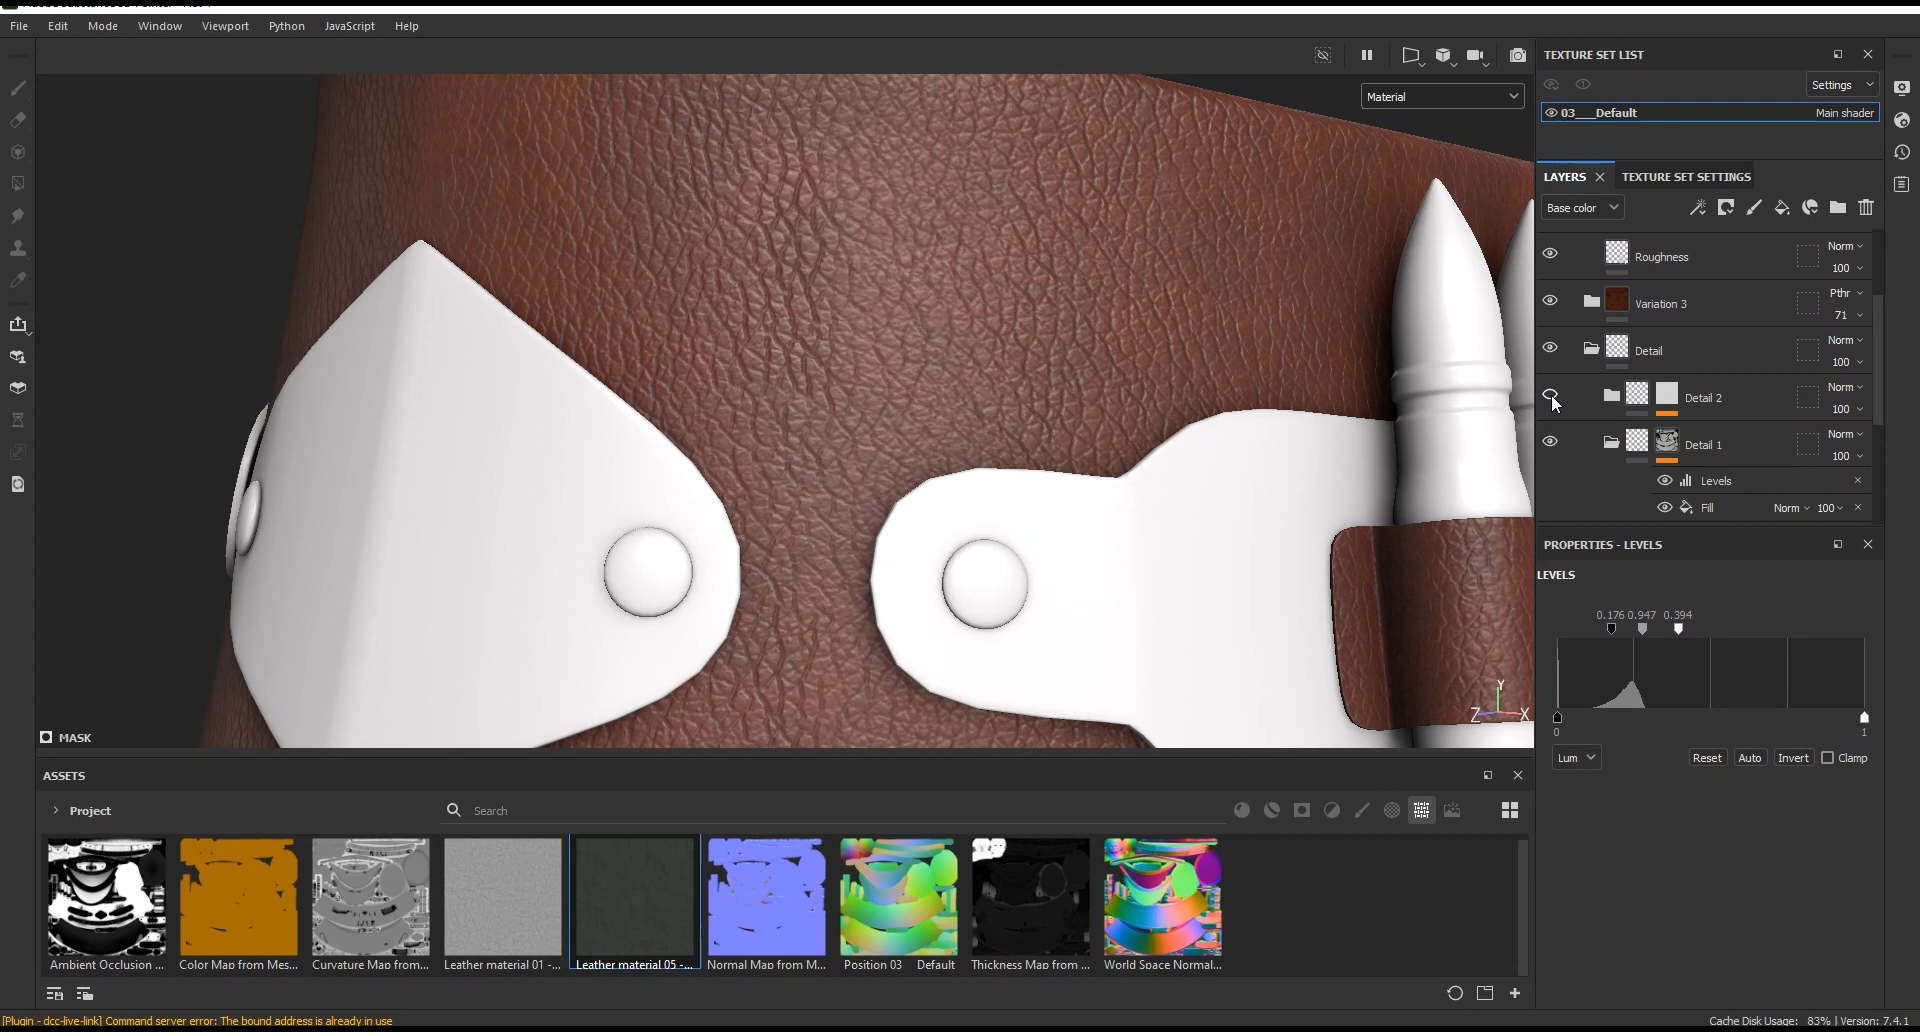 File Edit Mode Window Viewport Python JavaScript Help
Material
MASK
Y
Z X
TEXTURE SET LIST
Settings
03___Default Main shader
LAYERS TEXTURE SET SETTINGS
Base color
Roughness Norm 100
Variation 3 Pthr 71
Detail Norm 100
Detail 2 Norm 100
Detail 1 Norm 100
Levels
Fill Norm 100
PROPERTIES - LEVELS
LEVELS
0.176 0.947 0.394
0 1
Lum Reset Auto Invert Clamp
ASSETS
Project Search
Ambient Occlusion ... Color Map from Mes... Curvature Map from... Leather material 01 -... Leather material 05 -... Normal Map from M... Position 03 Default Thickness Map from ... World Space Normal...
[Plugin - dcc-live-link] Command server error: The bound address is already in use
Cache Disk Usage: 83% | Version: 7.4.1